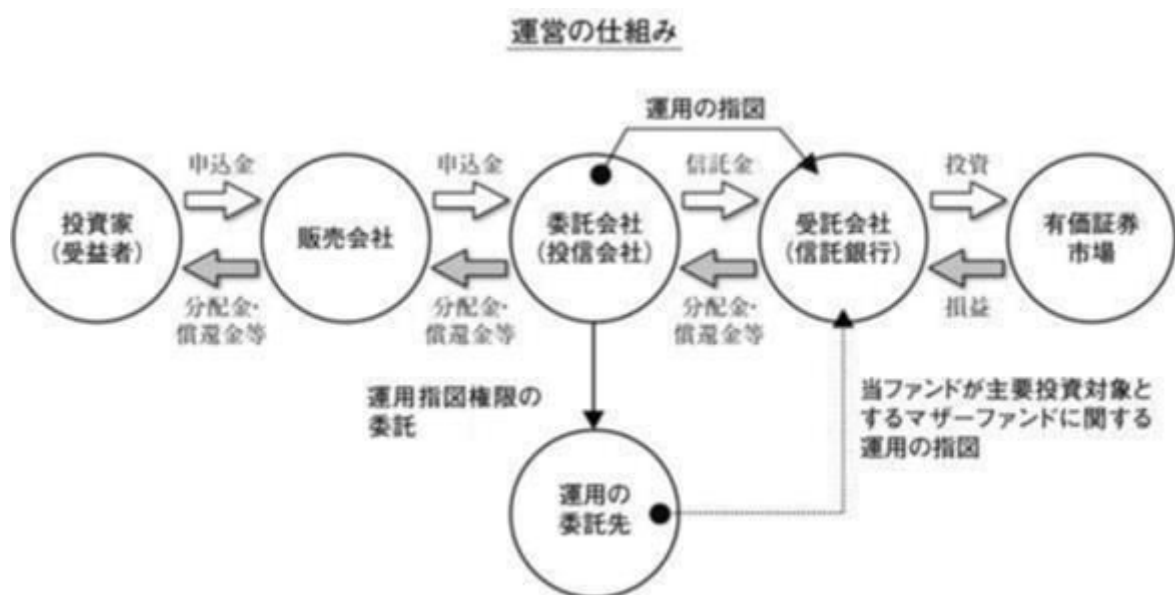 運営の仕組み
運用の指図
申込金
申込金
信託金
投資
投資家
(受益者)
販売会社
委託会社
(投信会社)
受託会社
(信託銀行)
有価証券
市場
分配金・
償還金等
分配金・
償還金等
分配金・
償還金等
損益
運用指図権限の
委託
当ファンドが主要投資対象と
するマザーファンドに関する
運用の指図
運用の
委託先